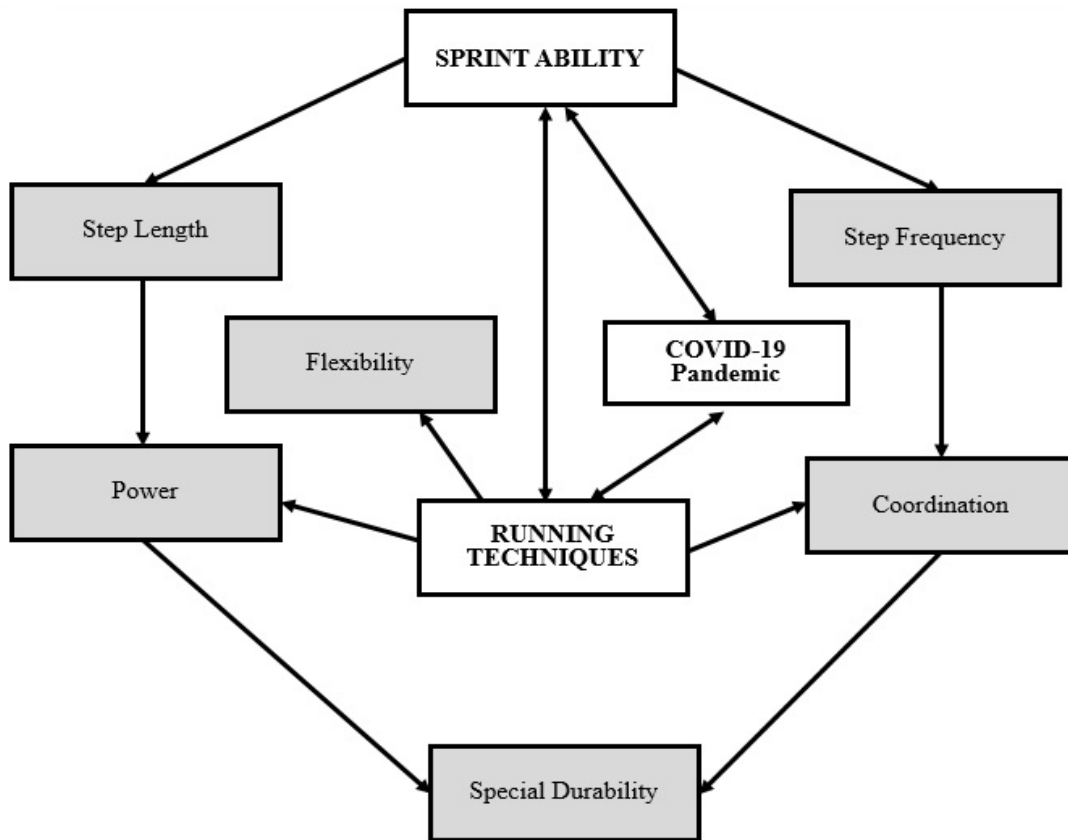 SPRINT ABILITY
Step Length
Step Frequency
Flexibility
COVID-19
Pandemic
Power
Coordination
RUNNING
TECHNIQUES
Special Durability